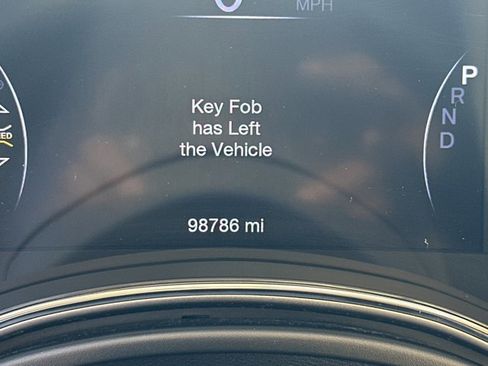 MPH
P
R
N
D
Key Fob
has Left
the Vehicle
98786 mi